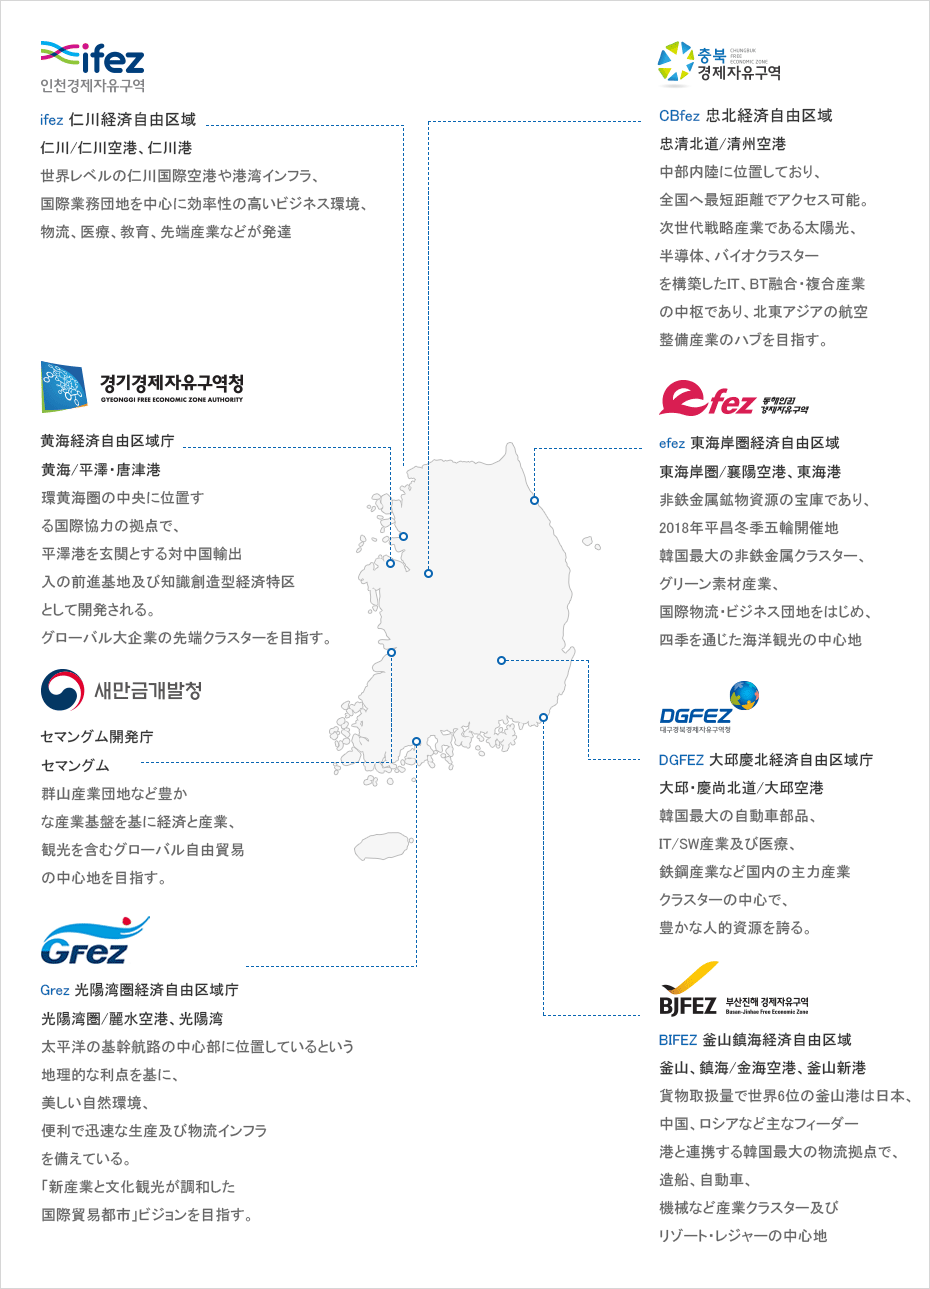 ifez
인천경제자유구역
ifez 仁川経済自由区域
仁川/仁川空港、仁川港
世界レベルの仁川国際空港や港湾インフラ、
国際業務団地を中心に効率性の高いビジネス環境、
物流、医療、教育、先端産業などが発達
경기경제자유구역청
GYEONGGI FREE ECONOMIC ZONE AUTHORITY
黄海経済自由区域庁
黄海/平澤・唐津港
環黄海圏の中央に位置す
る国際協力の拠点で、
平澤港を玄関とする対中国輸出
入の前進基地及び知識創造型経済特区
として開発される。
グローバル大企業の先端クラスターを目指す。
새만금개발청
セマングム開発庁
セマングム
群山産業団地など豊か
な産業基盤を基に経済と産業、
観光を含むグローバル自由貿易
の中心地を目指す。
GFEZ
Grez 光陽湾圏経済自由区域庁
光陽湾圏/麗水空港、光陽湾
太平洋の基幹航路の中心部に位置しているという
地理的な利点を基に、
美しい自然環境、
便利で迅速な生産及び物流インフラ
を備えている。
「新産業と文化観光が調和した
国際貿易都市」ビジョンを目指す。
충북 CHUNGBUK
FREE
ECONOMIC ZONE
경제자유구역
CBfez 忠北経済自由区域
忠清北道/清州空港
中部内陸に位置しており、
全国へ最短距離でアクセス可能。
次世代戦略産業である太陽光、
半導体、バイオクラスター
を構築したIT、BT融合・複合産業
の中枢であり、北東アジアの航空
整備産業のハブを目指す。
efez 동해안권
경제자유구역
efez 東海岸圏経済自由区域
東海岸圏/襄陽空港、東海港
非鉄金属鉱物資源の宝庫であり、
2018年平昌冬季五輪開催地
韓国最大の非鉄金属クラスター、
グリーン素材産業、
国際物流・ビジネス団地をはじめ、
四季を通じた海洋観光の中心地
DGFEZ
대구경북경제자유구역청
DGFEZ 大邱慶北経済自由区域庁
大邱・慶尚北道/大邱空港
韓国最大の自動車部品、
IT/SW産業及び医療、
鉄鋼産業など国内の主力産業
クラスターの中心で、
豊かな人的資源を誇る。
BJFEZ 부산진해 경제자유구역
Busan-Jinhae Free Economic Zone
BIFEZ 釜山鎮海経済自由区域
釜山、鎮海/金海空港、釜山新港
貨物取扱量で世界6位の釜山港は日本、
中国、ロシアなど主なフィーダー
港と連携する韓国最大の物流拠点で、
造船、自動車、
機械など産業クラスター及び
リゾート・レジャーの中心地